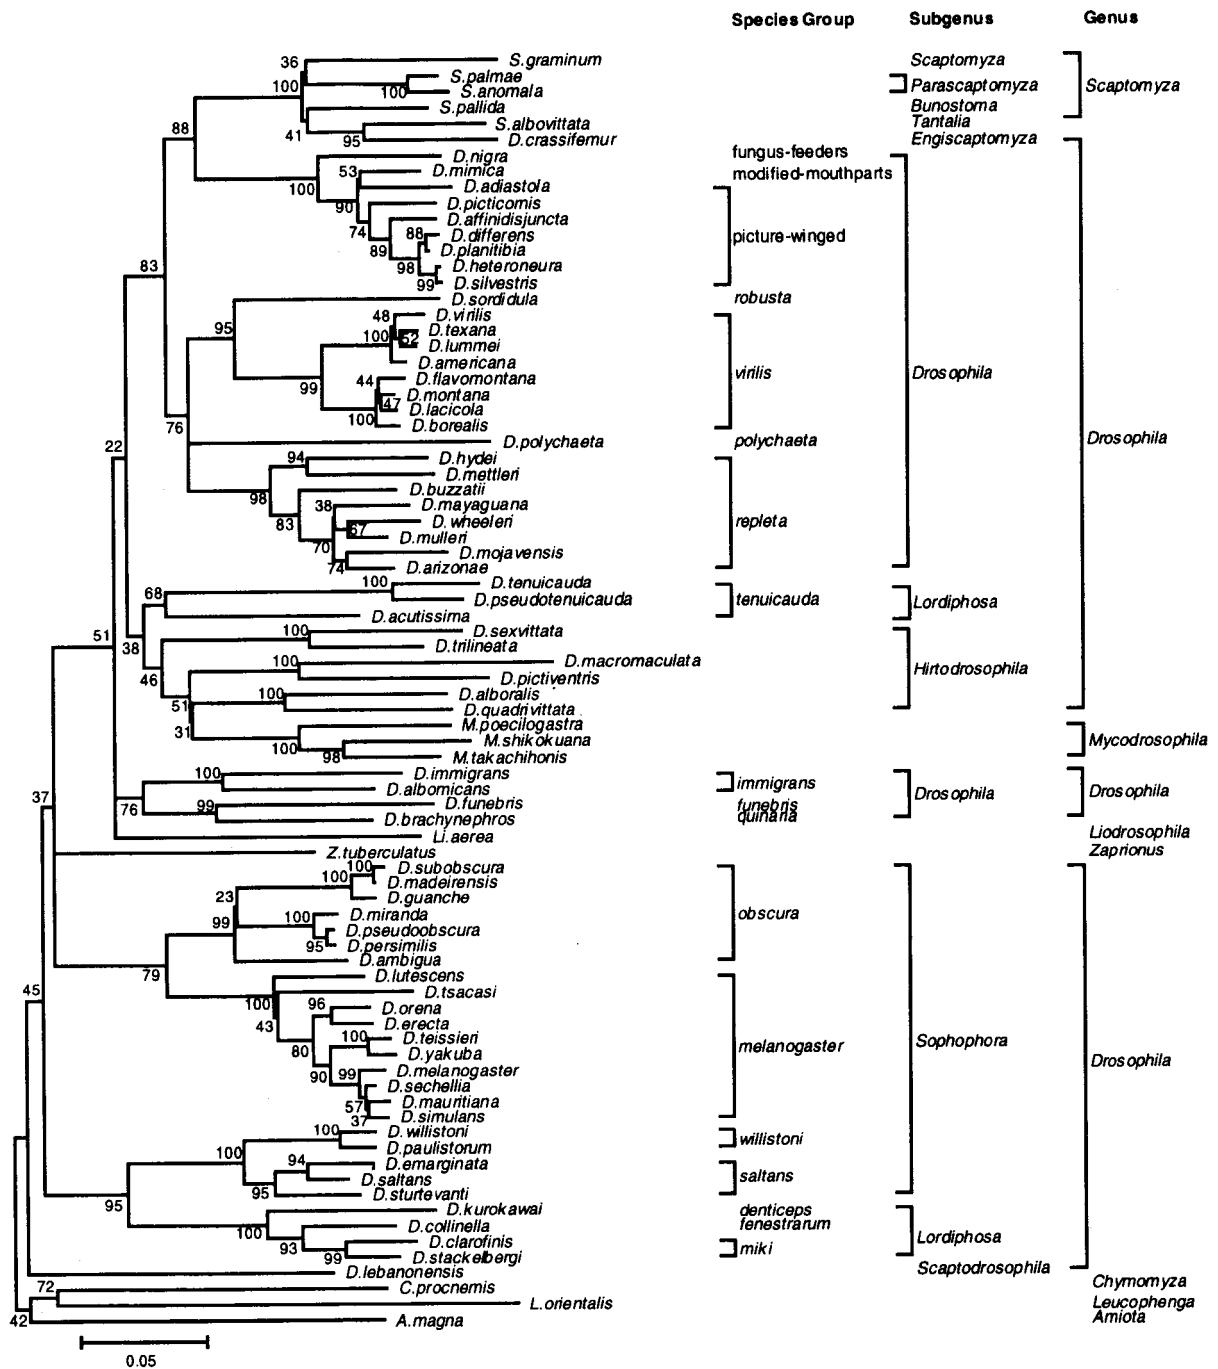 Species Group Subgenus Genus
36 S.graminum Scaptomyza
S.palmae
100 100 S.anomala Parascaptomyza Scaptomyza
S.pallida Bunostoma
88 41 S.albovittata Tantalia
95 D.crassifemur Engiscaptomyza
D.nigra fungus-feeders
53 D.mimica modified-mouthparts
100 D.adiastola
90 D.picticornis
74 D.affinidisjuncta
88 D.differens picture-winged
89 D.planitibia
98 D.heteroneura
83 99 D.silvestris
D.sordidula robusta
95 48 D.virilis
100 D.texana
52 D.lummei
D.americana
99 44 D.flavomontana virilis Drosophila
47 D.montana
D.lacicola
100 D.borealis
76 D.polychaeta polychaeta
22 94 D.hydei Drosophila
D.mettleri
98 D.buzzatii
38 D.mayaguana
83 67 D.wheeleri repleta
70 D.mulleri
D.mojavensis
74 D.arizonae
100 D.tenuicauda
68 D.pseudotenuicauda tenuicauda Lordiphosa
D.acutissima
51 38 100 D.sexvittata
D.trilineata
46 100 D.macromaculata Hirtodrosophila
D.pictiventris
51 100 D.alboralis
D.quadrivittata
31 M.poecilogastra
100 M.shikokuana Mycodrosophila
98 M.takachihonis
100 D.immigrans immigrans
D.albomicans
37 76 99 D.funebris funebris Drosophila Drosophila
D.brachynephros quinaria
Li.aerea Liodrosophila
Z.tuberculatus Zaprionus
100 D.subobscura
100 D.madeirensis
23 D.guanche
99 100 D.miranda obscura
D.pseudoobscura
95 D.persimilis
79 D.ambigua
D.lutescens
45 100 D.tsacasi
43 96 D.orena
D.erecta
80 100 D.teissieri
D.yakuba melanogaster Sophophora
90 99 D.melanogaster Drosophila
D.sechellia
57 D.mauritiana
37 D.simulans
100 D.willistoni willistoni
100 D.paulistorum
94 D.emarginata
D.saltans saltans
95 95 D.sturtevanti
D.kurokawai denticeps
100 D.collinella fenestrarum
93 D.clarofinis Lordiphosa
99 D.stackelbergi miki
D.lebanonensis Scaptodrosophila
72 C.procnemis Chymomyza
L.orientalis Leucophenga
42 A.magna Amiota
0.05